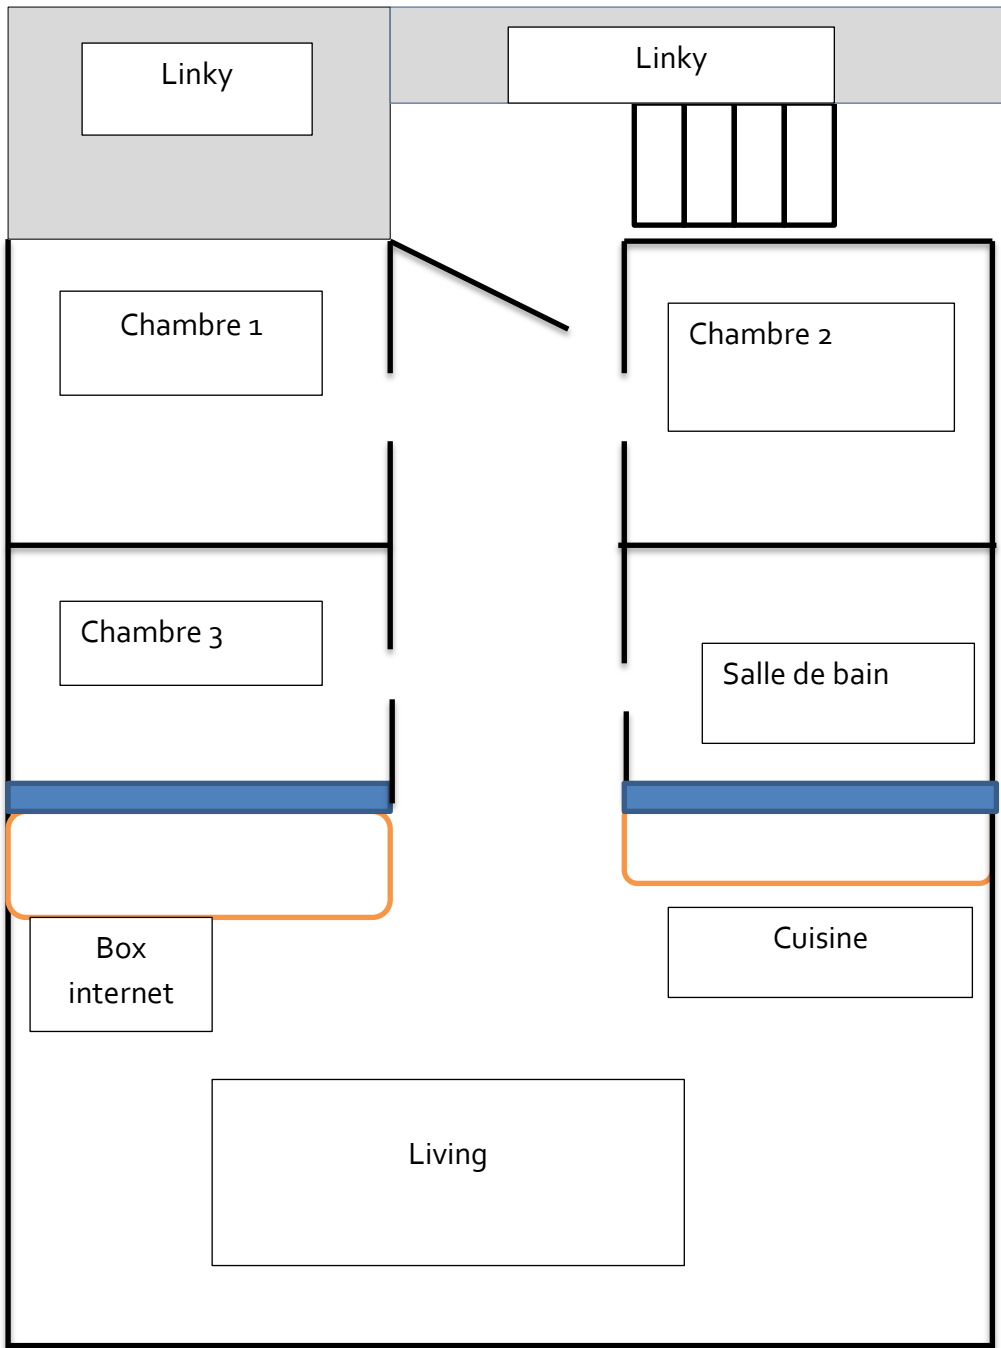 Linky
Linky
Chambre 1
Chambre 2
Chambre 3
Salle de bain
Box
internet
Cuisine
Living